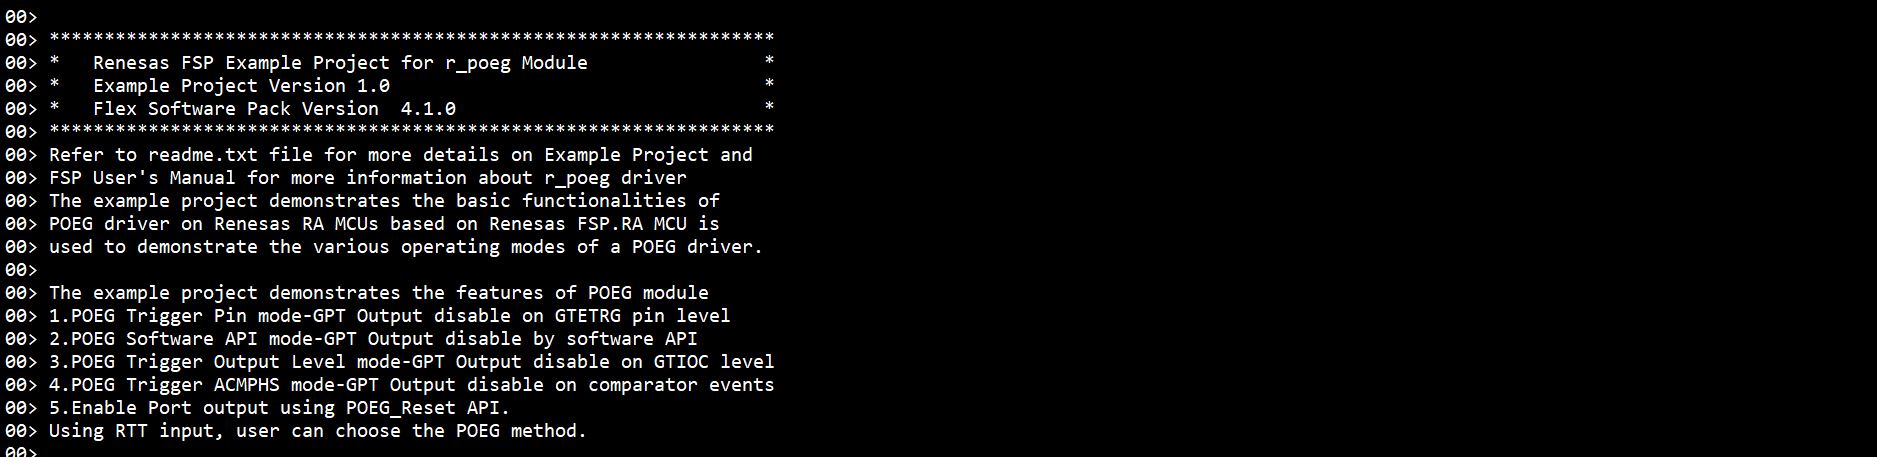 00>
00> ******************************************************************
00> *   Renesas FSP Example Project for r_poeg Module                *
00> *   Example Project Version 1.0                                  *
00> *   Flex Software Pack Version  4.1.0                            *
00> ******************************************************************
00> Refer to readme.txt file for more details on Example Project and
00> FSP User's Manual for more information about r_poeg driver
00> The example project demonstrates the basic functionalities of
00> POEG driver on Renesas RA MCUs based on Renesas FSP.RA MCU is
00> used to demonstrate the various operating modes of a POEG driver.
00>
00> The example project demonstrates the features of POEG module
00> 1.POEG Trigger Pin mode-GPT Output disable on GTETRG pin level
00> 2.POEG Software API mode-GPT Output disable by software API
00> 3.POEG Trigger Output Level mode-GPT Output disable on GTIOC level
00> 4.POEG Trigger ACMPHS mode-GPT Output disable on comparator events
00> 5.Enable Port output using POEG_Reset API.
00> Using RTT input, user can choose the POEG method.
00>